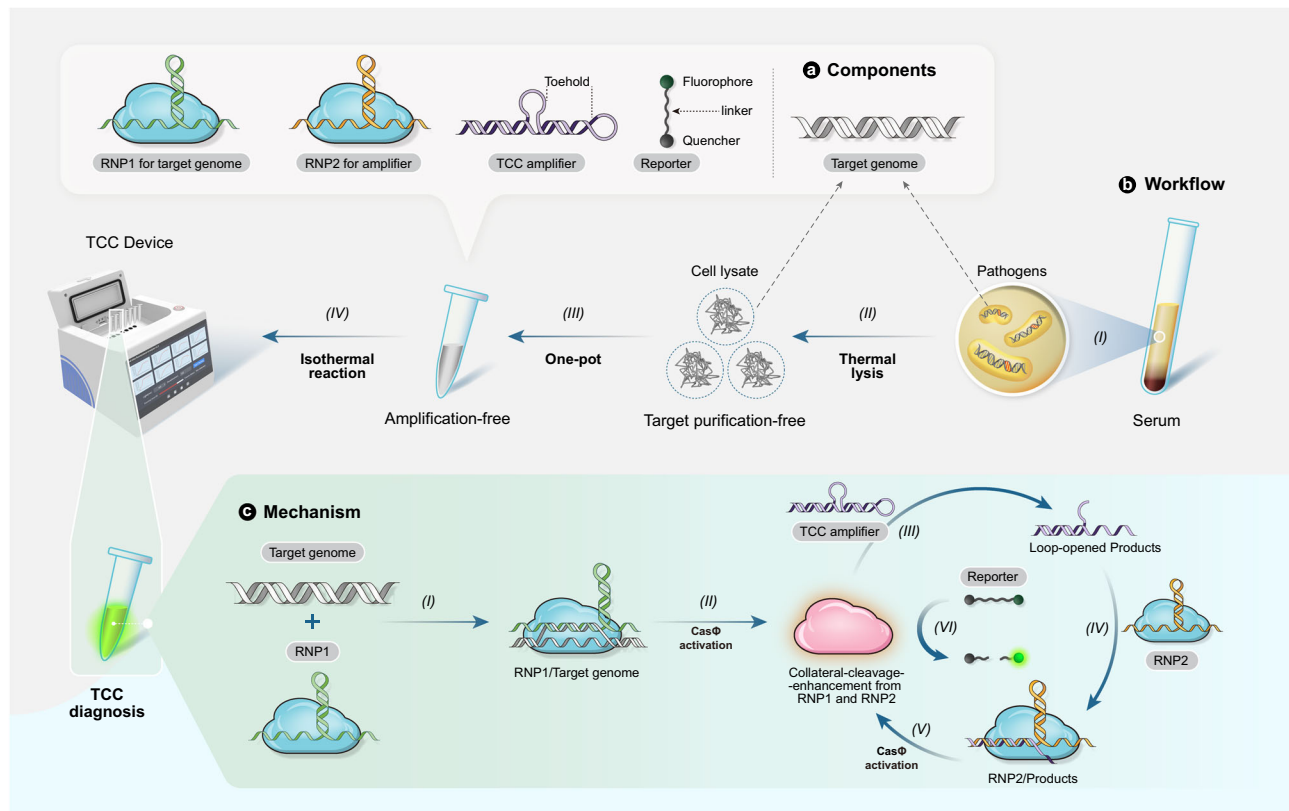 a Components
Toehold
Fluorophore
linker
Quencher
RNP1 for target genome
RNP2 for amplifier
TCC amplifier
Reporter
Target genome
b Workflow
TCC Device
Cell lysate
Pathogens
(IV)
(III)
(II)
(I)
Isothermal
reaction
One-pot
Thermal
lysis
Amplification-free
Target purification-free
Serum
c Mechanism
Target genome
+
RNP1
(I)
RNP1/Target genome
(II)
CasΦ
activation
TCC amplifier
(III)
Loop-opened Products
Reporter
(VI)
(IV)
RNP2
Collateral-cleavage-
-enhancement from
RNP1 and RNP2
(V)
CasΦ
activation
RNP2/Products
TCC
diagnosis